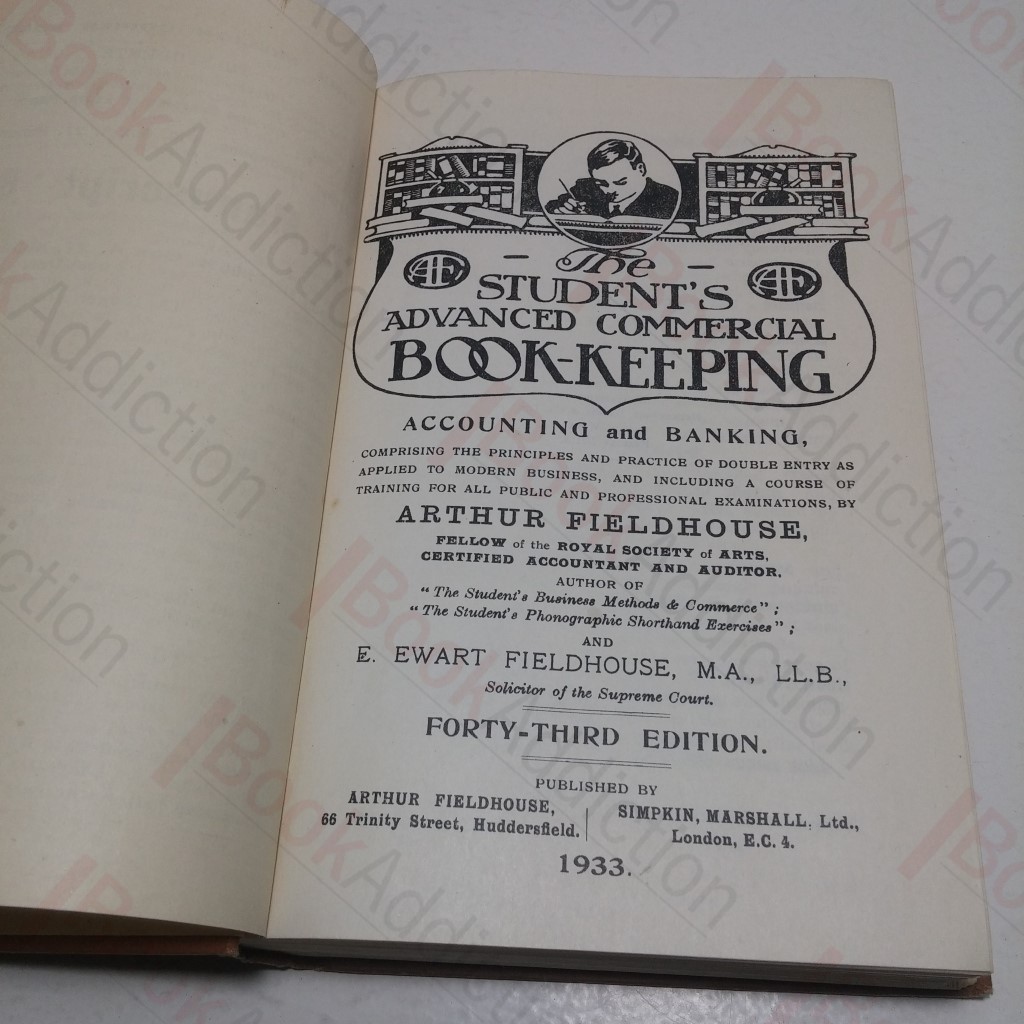 The
AF
AF
STUDENT'S
ADVANCED COMMERCIAL
BOOK-KEEPING
ACCOUNTING and BANKING,
COMPRISING THE PRINCIPLES AND PRACTICE OF DOUBLE ENTRY AS
APPLIED TO MODERN BUSINESS, AND INCLUDING A COURSE OF
TRAINING FOR ALL PUBLIC AND PROFESSIONAL EXAMINATIONS, BY
ARTHUR FIELDHOUSE,
FELLOW of the ROYAL SOCIETY of ARTS,
CERTIFIED ACCOUNTANT AND AUDITOR,
AUTHOR OF
"The Student's Business Methods & Commerce" ;
"The Student's Phonographic Shorthand Exercises" ;
AND
E. EWART FIELDHOUSE, M.A., LL.B.,
Solicitor of the Supreme Court.
FORTY-THIRD EDITION.
PUBLISHED BY
ARTHUR FIELDHOUSE,
66 Trinity Street, Huddersfield.
SIMPKIN, MARSHALL, Ltd.,
London, E.C. 4.
1933.
BookAddiction